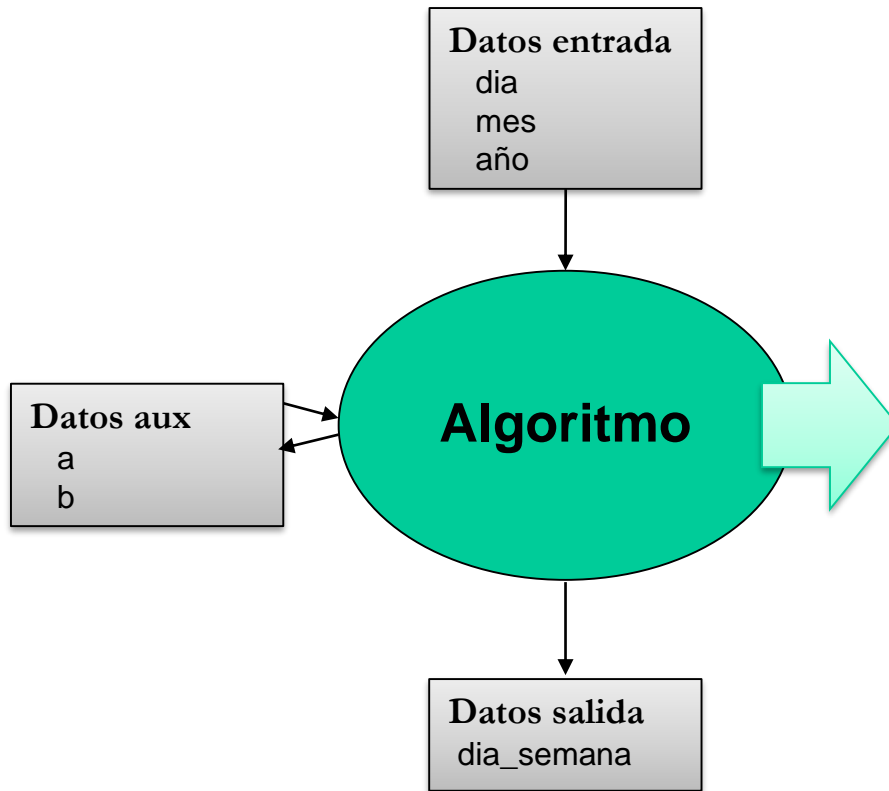 Datos entrada
dia
mes
año
Datos aux
a
b
Algoritmo
Datos salida
dia_semana